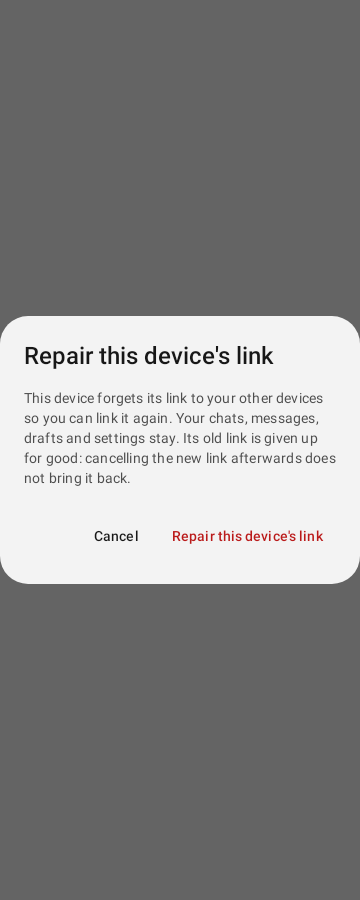 Repair this device's link
This device forgets its link to your other devices
so you can link it again. Your chats, messages,
drafts and settings stay. Its old link is given up
for good: cancelling the new link afterwards does
not bring it back.
Cancel
Repair this device's link